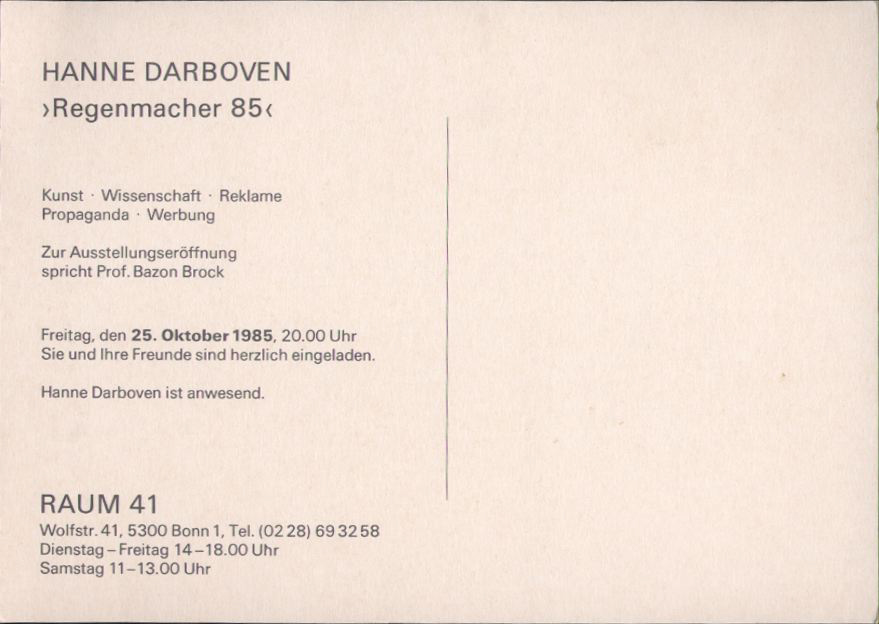 HANNE DARBOVEN
›Regenmacher 85‹
Kunst · Wissenschaft · Reklame
Propaganda · Werbung
Zur Ausstellungseröffnung
spricht Prof. Bazon Brock
Freitag, den 25. Oktober 1985, 20.00 Uhr
Sie und Ihre Freunde sind herzlich eingeladen.
Hanne Darboven ist anwesend.
RAUM 41
Wolfstr. 41, 5300 Bonn 1, Tel. (02 28) 69 32 58
Dienstag – Freitag 14 – 18.00 Uhr
Samstag 11 – 13.00 Uhr